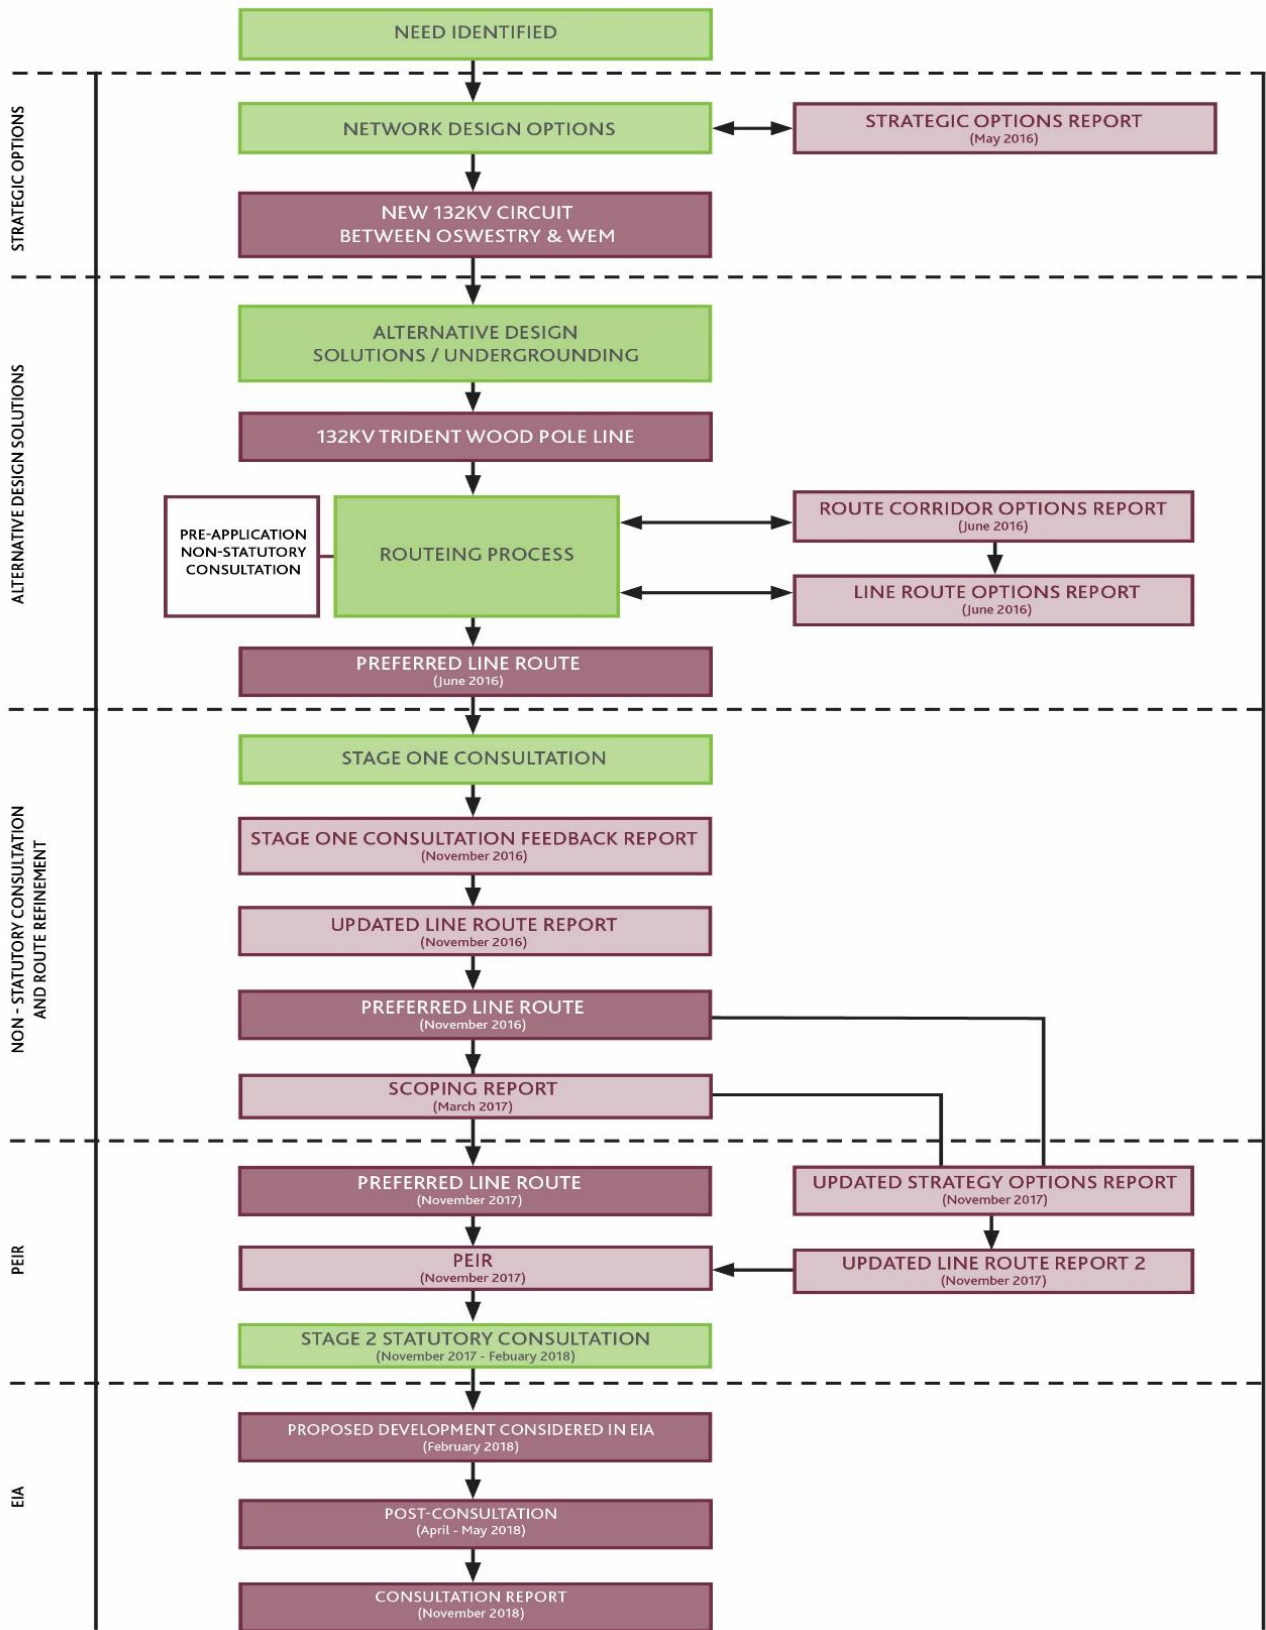 NEED IDENTIFIED
STRATEGIC OPTIONS
NETWORK DESIGN OPTIONS
STRATEGIC OPTIONS REPORT
(May 2016)
NEW 132KV CIRCUIT
BETWEEN OSWESTRY & WEM
ALTERNATIVE DESIGN SOLUTIONS
ALTERNATIVE DESIGN
SOLUTIONS / UNDERGROUNDING
132KV TRIDENT WOOD POLE LINE
PRE-APPLICATION
NON-STATUTORY
CONSULTATION
ROUTEING PROCESS
ROUTE CORRIDOR OPTIONS REPORT
(June 2016)
LINE ROUTE OPTIONS REPORT
(June 2016)
PREFERRED LINE ROUTE
(June 2016)
NON - STATUTORY CONSULTATION
AND ROUTE REFINEMENT
STAGE ONE CONSULTATION
STAGE ONE CONSULTATION FEEDBACK REPORT
(November 2016)
UPDATED LINE ROUTE REPORT
(November 2016)
PREFERRED LINE ROUTE
(November 2016)
SCOPING REPORT
(March 2017)
PEIR
PREFERRED LINE ROUTE
(November 2017)
UPDATED STRATEGY OPTIONS REPORT
(November 2017)
PEIR
(November 2017)
UPDATED LINE ROUTE REPORT 2
(November 2017)
STAGE 2 STATUTORY CONSULTATION
(November 2017 - Febuary 2018)
EIA
PROPOSED DEVELOPMENT CONSIDERED IN EIA
(February 2018)
POST-CONSULTATION
(April - May 2018)
CONSULTATION REPORT
(November 2018)